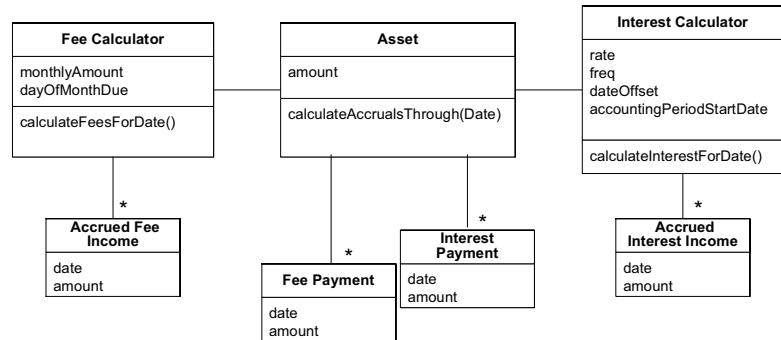 Fee Calculator
monthlyAmount
dayOfMonthDue
calculateFeesForDate()
Asset
amount
calculateAccrualsThrough(Date)
Interest Calculator
rate
freq
dateOffset
accountingPeriodStartDate
calculateInterestForDate()
*
Accrued Fee
Income
date
amount
*
Fee Payment
date
amount
*
Interest
Payment
date
amount
*
Accrued
Interest Income
date
amount